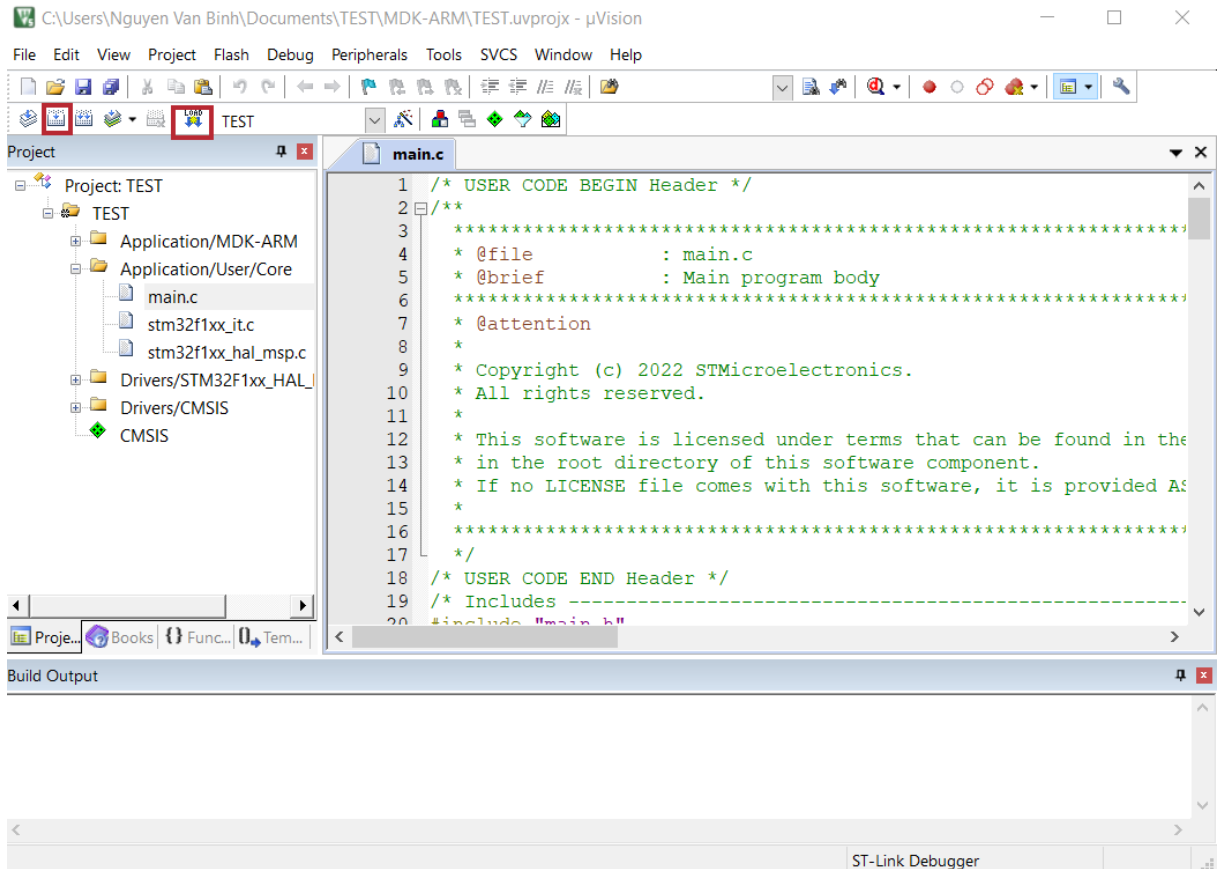 C:\Users\Nguyen Van Binh\Documents\TEST\MDK-ARM\TEST.uvprojx - µVision
File Edit View Project Flash Debug Peripherals Tools SVCS Window Help
LOAD TEST
Project
main.c
Project: TEST
TEST
Application/MDK-ARM
Application/User/Core
main.c
stm32f1xx_it.c
stm32f1xx_hal_msp.c
Drivers/STM32F1xx_HAL_
Drivers/CMSIS
CMSIS
Proje... Books {} Func... Tem...
1 /* USER CODE BEGIN Header */
2 /**
3 ******************************************************************
4 * @file : main.c
5 * @brief : Main program body
6 ******************************************************************
7 * @attention
8 *
9 * Copyright (c) 2022 STMicroelectronics.
10 * All rights reserved.
11 *
12 * This software is licensed under terms that can be found in the
13 * in the root directory of this software component.
14 * If no LICENSE file comes with this software, it is provided AS
15 *
16 ******************************************************************
17 */
18 /* USER CODE END Header */
19 /* Includes ------------------------------------------------------
20 #include "main.h"
Build Output
ST-Link Debugger